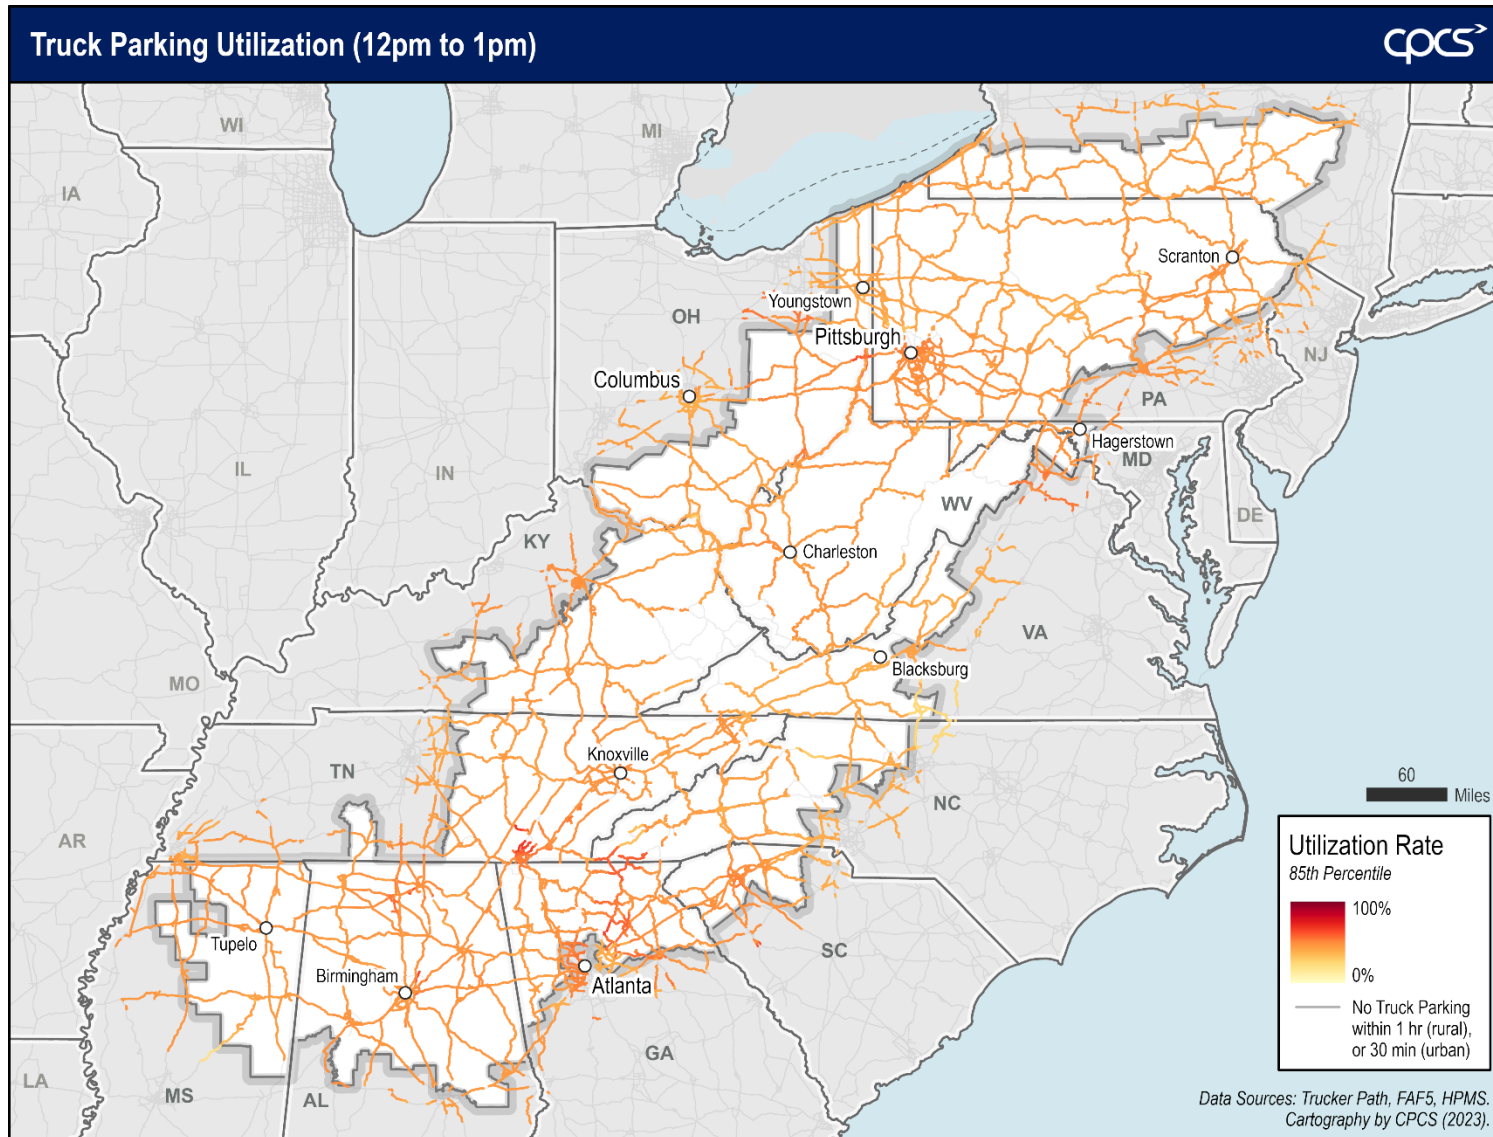 Truck Parking Utilization (12pm to 1pm)
cpcs
WI
MI
IA
Scranton
Youngstown
OH
Pittsburgh
NJ
Columbus
PA
Hagerstown
MD
IL
IN
WV
DE
KY
Charleston
VA
Blacksburg
MO
Knoxville
TN
60
Miles
NC
AR
Utilization Rate
85th Percentile
100%
0%
No Truck Parking
within 1 hr (rural),
or 30 min (urban)
Tupelo
SC
Birmingham
Atlanta
GA
LA
MS
AL
Data Sources: Trucker Path, FAF5, HPMS.
Cartography by CPCS (2023).